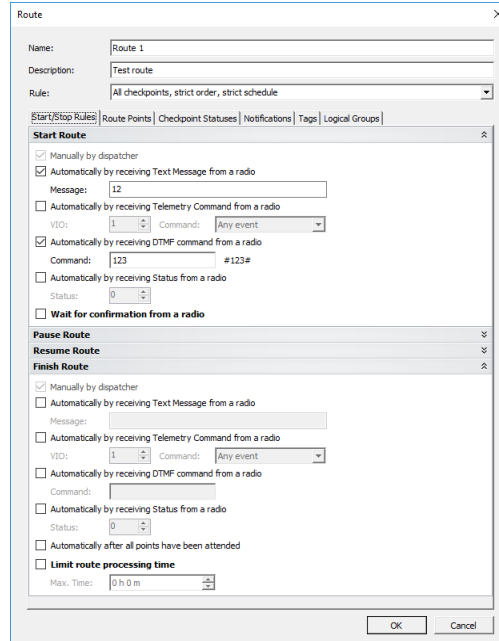 Route
Name: Route 1
Description: Test route
Rule: All checkpoints, strict order, strict schedule
Start/Stop Rules Route Points Checkpoint Statuses Notifications Tags Logical Groups
Start Route
Manually by dispatcher
Automatically by receiving Text Message from a radio
Message: 12
Automatically by receiving Telemetry Command from a radio
VIO: 1 Command: Any event
Automatically by receiving DTMF command from a radio
Command: 123 #123#
Automatically by receiving Status from a radio
Status: 0
Wait for confirmation from a radio
Pause Route
Resume Route
Finish Route
Manually by dispatcher
Automatically by receiving Text Message from a radio
Message:
Automatically by receiving Telemetry Command from a radio
VIO: 1 Command: Any event
Automatically by receiving DTMF command from a radio
Command:
Automatically by receiving Status from a radio
Status: 0
Automatically after all points have been attended
Limit route processing time
Max. Time: 0 h 0 m
OK Cancel